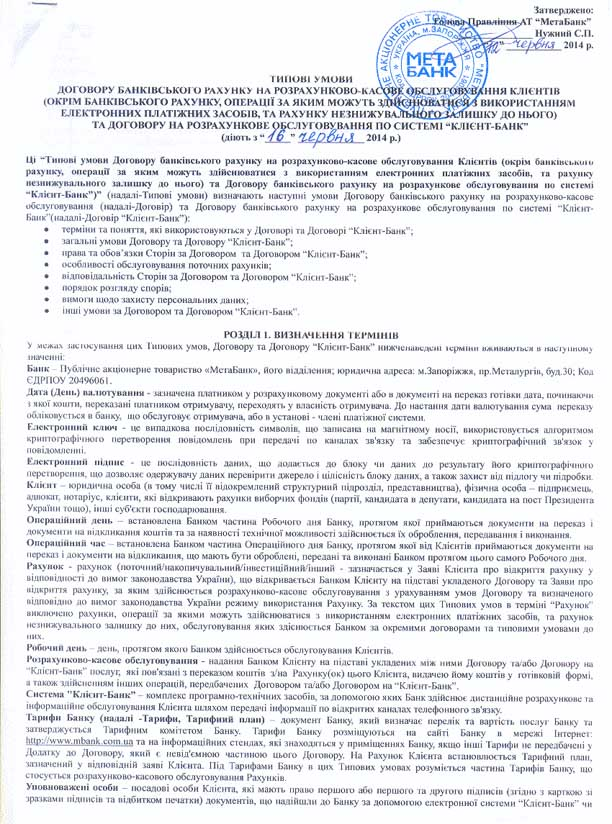 Затверджено:
Голова Правління АТ “МетаБанк”
Нужний С.П.
“12” червня 2014 р.
УКРАЇНА, м.ЗАПОРІЖЖЯ
МЕТА
БАНК
ТИПОВІ УМОВИ
ДОГОВОРУ БАНКІВСЬКОГО РАХУНКУ НА РОЗРАХУНКОВО-КАСОВЕ ОБСЛУГОВУВАННЯ КЛІЄНТІВ
(ОКРІМ БАНКІВСЬКОГО РАХУНКУ, ОПЕРАЦІЇ ЗА ЯКИМ МОЖУТЬ ЗДІЙСНЮВАТИСЯ З ВИКОРИСТАННЯМ
ЕЛЕКТРОННИХ ПЛАТІЖНИХ ЗАСОБІВ, ТА РАХУНКУ НЕЗНИЖУВАЛЬНОГО ЗАЛИШКУ ДО НЬОГО)
ТА ДОГОВОРУ НА РОЗРАХУНКОВЕ ОБСЛУГОВУВАННЯ ПО СИСТЕМІ “КЛІЄНТ-БАНК”
(діють з “ 16 ” червня 2014 р.)
Ці “Типові умови Договору банківського рахунку на розрахунково-касове обслуговування Клієнтів (окрім банківського
рахунку, операції за яким можуть здійснюватися з використанням електронних платіжних засобів, та рахунку
незнижувального залишку до нього) та Договору банківського рахунку на розрахункове обслуговування по системі
“Клієнт-Банк”)” (надалі-Типові умови) визначають наступні умови Договору банківського рахунку на розрахунково-касове
обслуговування (надалі-Договір) та Договору банківського рахунку на розрахункове обслуговування по системі “Клієнт-
Банк”(надалі-Договір “Клієнт-Банк”):
● терміни та поняття, які використовуються у Договорі та Договорі “Клієнт-Банк”;
● загальні умови Договору та Договору “Клієнт-Банк”;
● права та обов’язки Сторін за Договором та Договором “Клієнт-Банк”;
● особливості обслуговування поточних рахунків;
● відповідальність Сторін за Договором та Договором “Клієнт-Банк”;
● порядок розгляду спорів;
● вимоги щодо захисту персональних даних;
● інші умови за Договором та Договором “Клієнт-Банк”.
РОЗДІЛ 1. ВИЗНАЧЕННЯ ТЕРМІНІВ
У межах застосування цих Типових умов, Договору та Договору “Клієнт-Банк” нижченаведені терміни вживаються в наступному
значенні:
Банк – Публічне акціонерне товариство «МетаБанк», його відділення; юридична адреса: м.Запоріжжя, пр.Металургів, буд.30; Код
ЄДРПОУ 20496061.
Дата (День) валютування - зазначена платником у розрахунковому документі або в документі на переказ готівки дата, починаючи
з якої кошти, переказані платником отримувачу, переходять у власність отримувача. До настання дати валютування сума переказу
обліковується в банку, що обслуговує отримувача, або в установі - члені платіжної системи.
Електронний ключ - це випадкова послідовність символів, що записана на магнітному носії, використовується алгоритмом
криптографічного перетворення повідомлень при передачі по каналах зв'язку та забезпечує криптографічний зв'язок у
повідомленні.
Електронний підпис - це послідовність даних, що додається до блоку чи даних до результату його криптографічного
перетворення, що дозволяє одержувачу даних перевірити джерело і цілісність блоку даних, а також захист від підлогу чи підробки.
Клієнт – юридична особа (в тому числі її відокремлений структурний підрозділ, представництва), фізична особа – підприємець,
адвокат, нотаріус, клієнти, які відкривають рахунки виборчих фондів (партії, кандидата в депутати, кандидата на пост Президента
України тощо), інші суб'єкти господарювання.
Операційний день – встановлена Банком частина Робочого дня Банку, протягом якої приймаються документи на переказ і
документи на відкликання коштів та за наявності технічної можливості здійснюється їх оброблення, передавання і виконання.
Операційний час – встановлена Банком частина Операційного дня Банку, протягом якої від Клієнтів приймаються документи на
переказ і документи на відкликання, що мають бути оброблені, передані та виконані Банком протягом цього самого Робочого дня.
Рахунок - рахунок (поточний/накопичувальний/інвестиційний/інший - зазначається у Заяві Клієнта про відкриття рахунку у
відповідності до вимог законодавства України), що відкривається Банком Клієнту на підставі укладеного Договору та Заяви про
відкриття рахунку, за яким здійснюється розрахунково-касове обслуговування з урахуванням умов Договору та визначеного
відповідно до вимог законодавства України режиму використання Рахунку. За текстом цих Типових умов в терміні “Рахунок”
виключено рахунки, операції за якими можуть здійснюватися з використанням електронних платіжних засобів, та рахунок
незнижувального залишку до них, обслуговування яких здіснюється Банком за окремими договорами та типовими умовами до
них.
Робочий день – день, протягом якого Банком здійснюється обслуговування Клієнтів.
Розрахунково-касове обслуговування - надання Банком Клієнту на підставі укладених між ними Договору та/або Договору на
“Клієнт-Банк” послуг, які пов'язані з переказом коштів з/на Рахунку(ок) цього Клієнта, видачею йому коштів у готівковій формі,
а також здійсненням інших операцій, передбачених Договором та/або Договором на “Клієнт-Банк”.
Система "Клієнт-Банк” – комплекс програмно-технічних засобів, за допомогою яких Банк здійснює дистанційне розрахункове та
інформаційне обслуговування Клієнта шляхом передачі інформації по відкритих каналах телефонного зв'язку.
Тарифи Банку (надалі -Тарифи, Тарифний план) – документ Банку, який визначає перелік та вартість послуг Банку та
затверджується Тарифним комітетом Банку. Тарифи Банку розміщуються на сайті Банку в мережі Інтернет:
http://www.mbank.com.ua та на інформаційних стендах, які знаходяться у приміщеннях Банку, якщо інші Тарифи не передбачені у
Додатку до Договору, який є невід'ємною частиною цього Договору. На Рахунок Клієнта встановлюється Тарифний план,
зазначений у відповідній заяві Клієнта. Під Тарифами Банку в цих Типових умовах розуміється частина Тарифів Банку, що
стосується розрахунково-касового обслуговування Рахунків.
Уповноважені особи – посадові особи Клієнта, які мають право першого або першого та другого підписів (згідно з карткою зі
зразками підписів та відбитком печатки) документів, що надійшли до Банку за допомогою електронної системи “Клієнт-Банк” чи